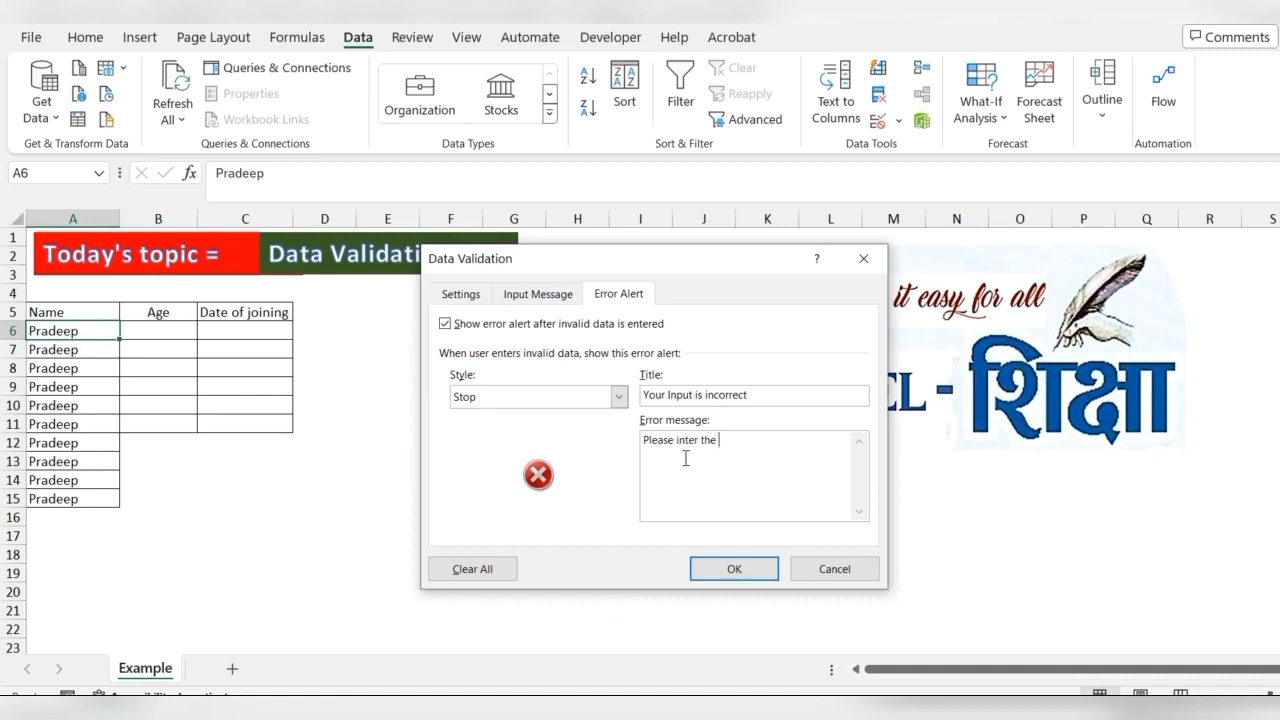 File Home Insert Page Layout Formulas Data Review View Automate Developer Help Acrobat Comments
Get Data
Queries & Connections
Properties
Workbook Links
Refresh All
Organization Stocks
Sort
Filter
Clear
Reapply
Advanced
Text to Columns
What-If Analysis
Forecast Sheet
Outline
Flow
Get & Transform Data Queries & Connections Data Types Sort & Filter Data Tools Forecast Automation
A6 fx Pradeep
A B C D E F G H I J K L M N O P Q R S
1
2 Today's topic = Data Validati
3
4
5 Name Age Date of joining
6 Pradeep
7 Pradeep
8 Pradeep
9 Pradeep
10 Pradeep
11 Pradeep
12 Pradeep
13 Pradeep
14 Pradeep
15 Pradeep
16
17
18
19
20
21
22
23
Data Validation ?
Settings Input Message Error Alert
Show error alert after invalid data is entered
When user enters invalid data, show this error alert:
Style: Title:
Stop Your Input is incorrect
Error message:
Please inter the
Clear All OK Cancel
it easy for all
EL - शिक्षा
Example